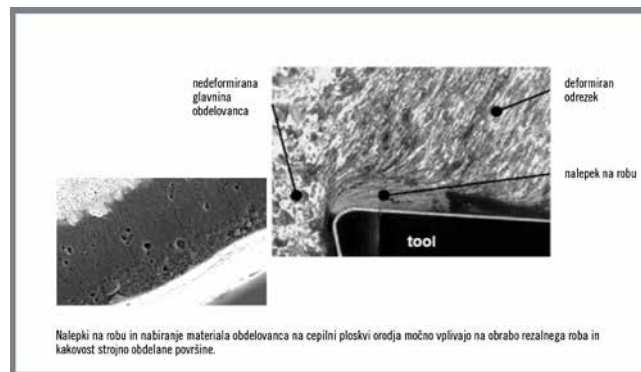 nedeformirana
glavnina
obdelovanca
deformiran
odrezek
nalepek na robu
tool
Nalepki na robu in nabiranje materiala obdelovanca na cepilni ploskvi orodja močno vplivajo na obrabo rezalnega roba in
kakovost strojno obdelane površine.